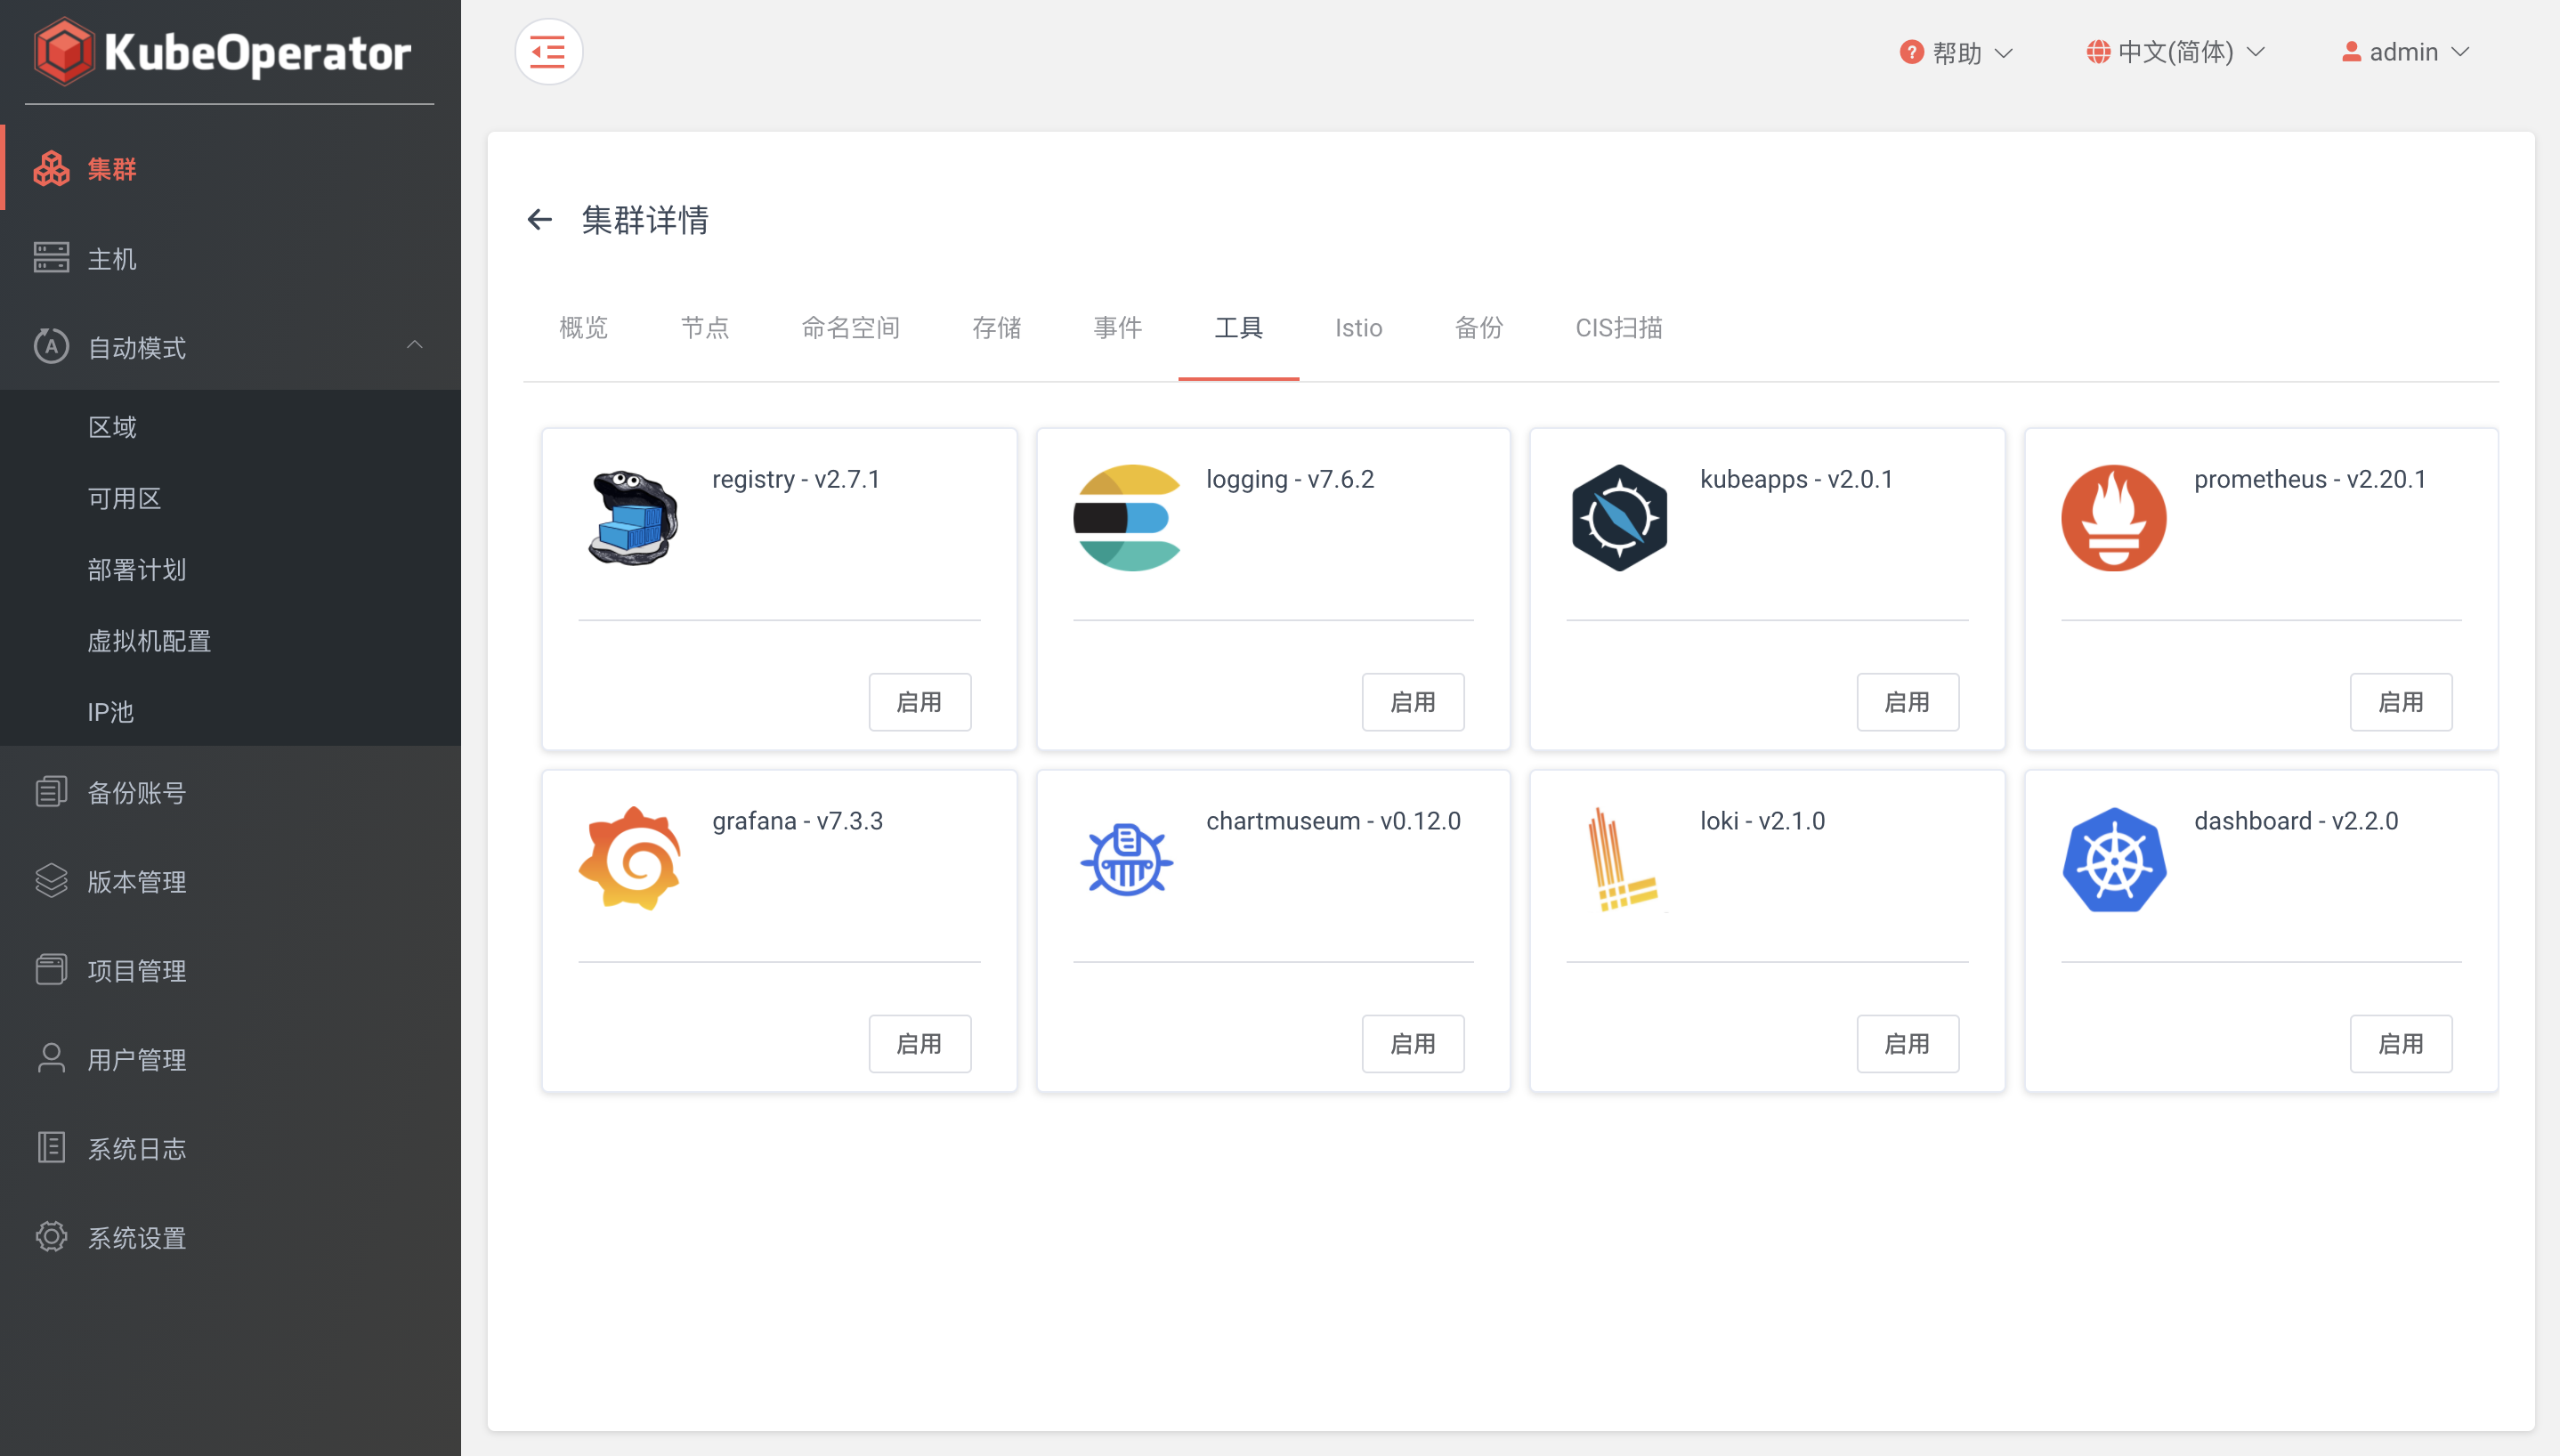 KubeOperator
帮助
中文(简体)
admin
集群
主机
自动模式
区域
可用区
部署计划
虚拟机配置
IP池
备份账号
版本管理
项目管理
用户管理
系统日志
系统设置
集群详情
概览 节点 命名空间 存储 事件 工具 Istio 备份 CIS扫描
registry - v2.7.1
启用
logging - v7.6.2
启用
kubeapps - v2.0.1
启用
prometheus - v2.20.1
启用
grafana - v7.3.3
启用
chartmuseum - v0.12.0
启用
loki - v2.1.0
启用
dashboard - v2.2.0
启用